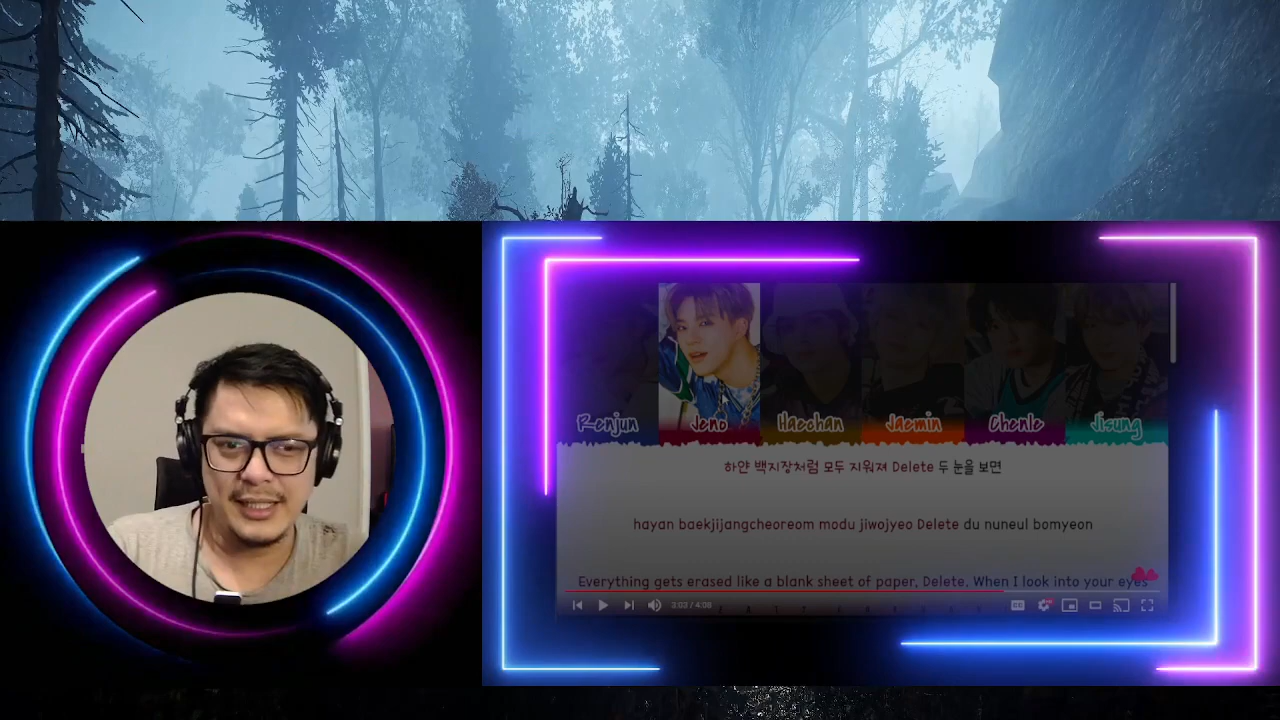 Renjun Jeno Haechan Jaemin Chenle Jisung
하얀 백지장처럼 모두 지워져 Delete 두 눈을 보면
hayan baekjijangcheoreom modu jiwojyeo Delete du nuneul bomyeon
Everything gets erased like a blank sheet of paper, Delete. When I look into your eyes
3:03 / 4:08
CC